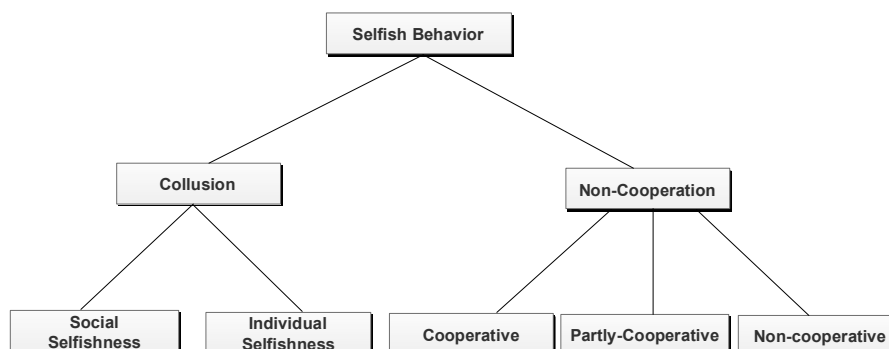 Selfish Behavior
Collusion
Non-Cooperation
Social
Selfishness
Individual
Selfishness
Cooperative
Partly-Cooperative
Non-cooperative